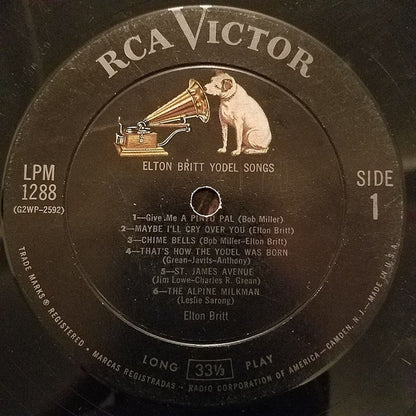 RCA VICTOR
ELTON BRITT YODEL SONGS
LPM
1288
(G2WP-2592)
SIDE
1
1—Give Me A PINTO PAL (Bob Miller)
2—MAYBE I'LL CRY OVER YOU (Elton Britt)
3—CHIME BELLS (Bob Miller-Elton Britt)
4—THAT'S HOW THE YODEL WAS BORN
(Grean-Javits-Anthony)
5—ST. JAMES AVENUE
(Jim Lowe-Charles R. Grean)
6—THE ALPINE MILKMAN
(Leslie Sarong)
Elton Britt
LONG 33⅓ PLAY
TRADE MARKS ® REGISTERED • MARCAS REGISTRADAS • RADIO CORPORATION OF AMERICA—CAMDEN, N.J. • MADE IN U.S.A.